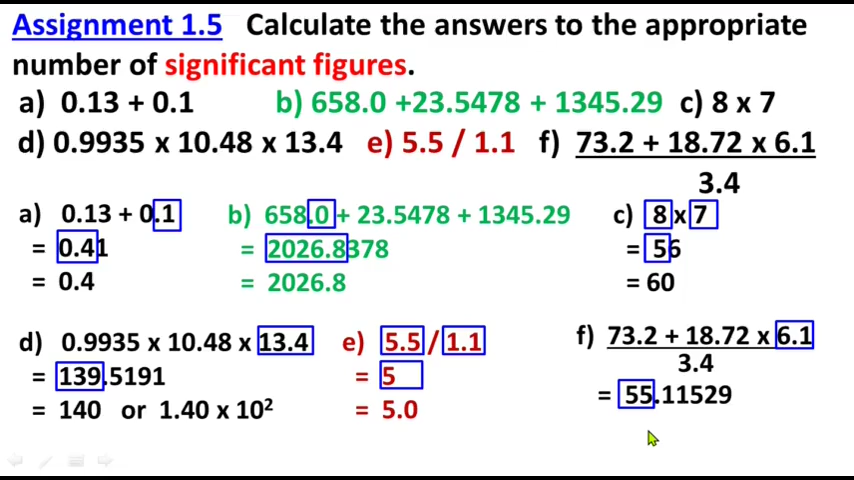 Assignment 1.5 Calculate the answers to the appropriate
number of significant figures.
a) 0.13 + 0.1 b) 658.0 +23.5478 + 1345.29 c) 8 x 7
d) 0.9935 x 10.48 x 13.4 e) 5.5 / 1.1 f) 73.2 + 18.72 x 6.1
3.4
a) 0.13 + 0.1 b) 658.0 + 23.5478 + 1345.29 c) 8 x 7
= 0.41 = 2026.8378 = 56
= 0.4 = 2026.8 = 60
d) 0.9935 x 10.48 x 13.4 e) 5.5 / 1.1 f) 73.2 + 18.72 x 6.1
3.4
= 139.5191 = 5 = 55.11529
= 140 or 1.40 x 10² = 5.0